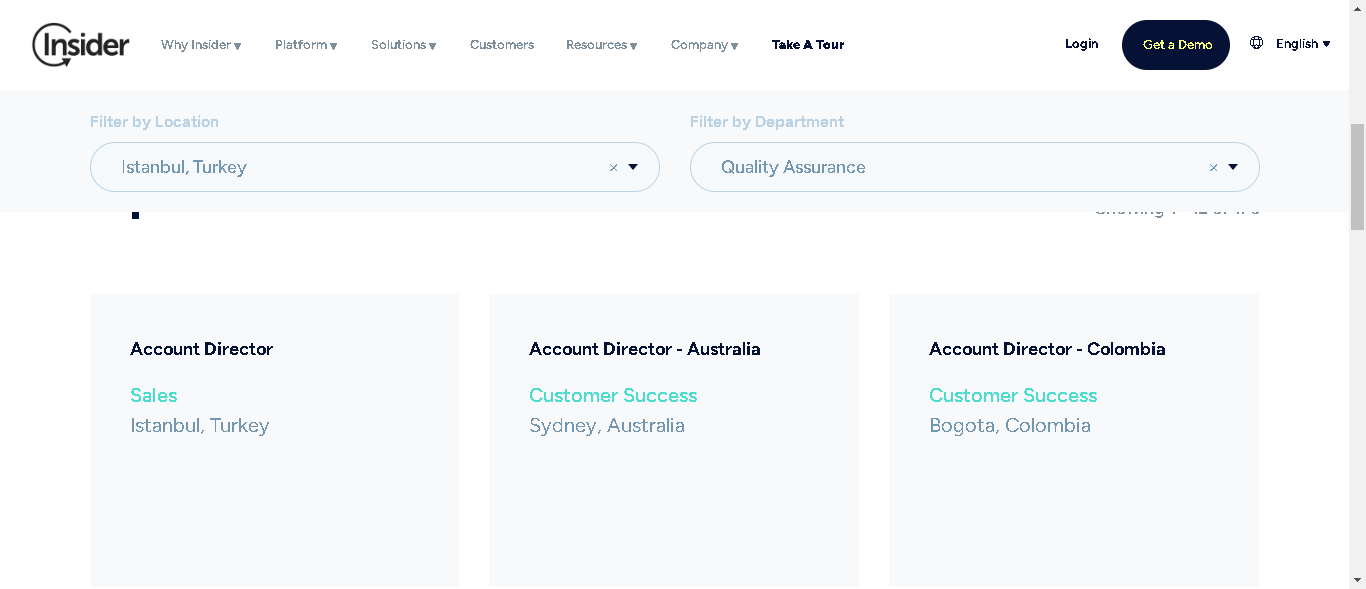 Insider
Why Insider
Platform
Solutions
Customers
Resources
Company
Take A Tour
Login
Get a Demo
English
Filter by Location
Filter by Department
Istanbul, Turkey
×
Quality Assurance
×
Account Director
Sales
Istanbul, Turkey
Account Director - Australia
Customer Success
Sydney, Australia
Account Director - Colombia
Customer Success
Bogota, Colombia